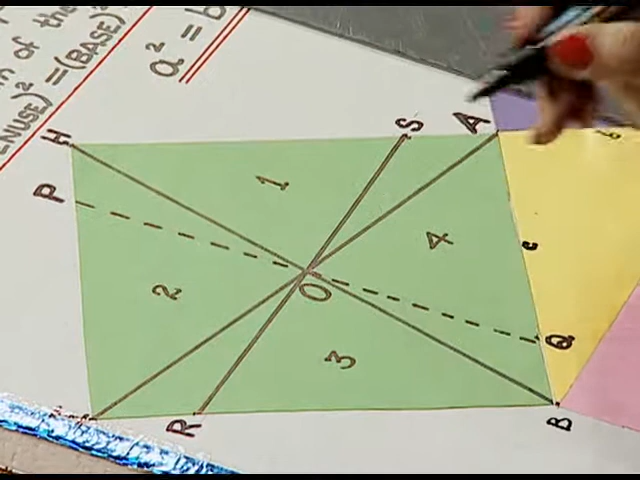 n of the
ENUSE)² = (BASE)²
a² = b
H
S
A
b
P
1
4
c
2
O
Q
3
R
B